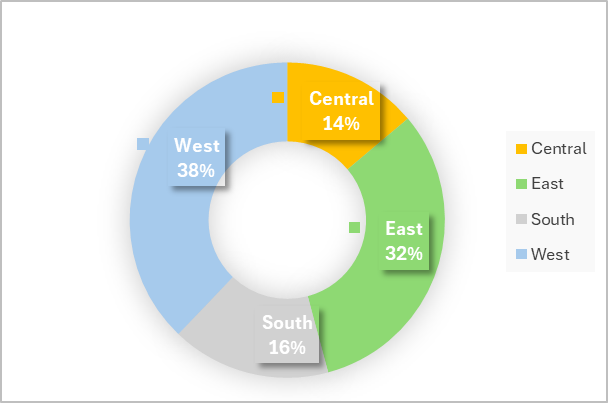 Central
14%
West
38%
East
32%
South
16%
Central
East
South
West